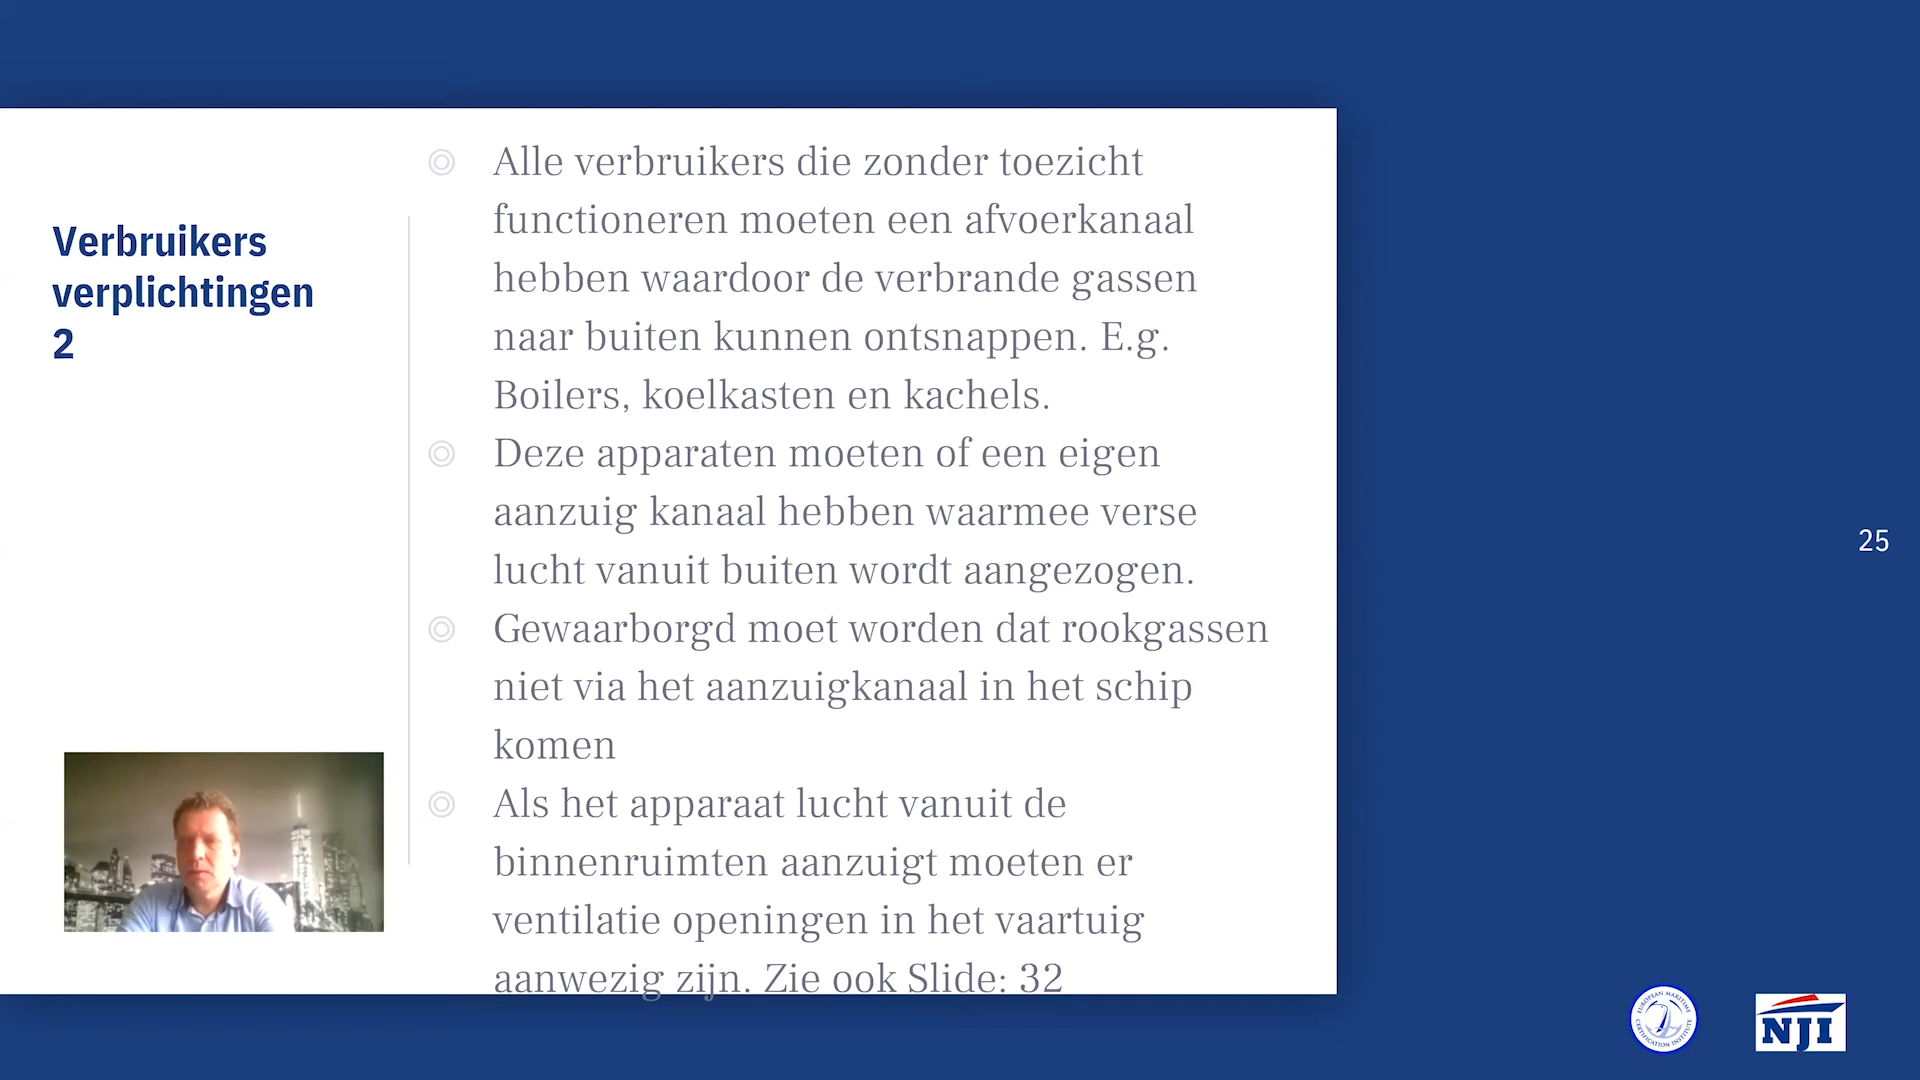 Verbruikers
verplichtingen
2
Alle verbruikers die zonder toezicht
functioneren moeten een afvoerkanaal
hebben waardoor de verbrande gassen
naar buiten kunnen ontsnappen. E.g.
Boilers, koelkasten en kachels.
Deze apparaten moeten of een eigen
aanzuig kanaal hebben waarmee verse
lucht vanuit buiten wordt aangezogen.
Gewaarborgd moet worden dat rookgassen
niet via het aanzuigkanaal in het schip
komen
Als het apparaat lucht vanuit de
binnenruimten aanzuigt moeten er
ventilatie openingen in het vaartuig
aanwezig zijn. Zie ook Slide: 32
25
EUROPEAN MARITIME
CERTIFICATION INSTITUTE
NJI